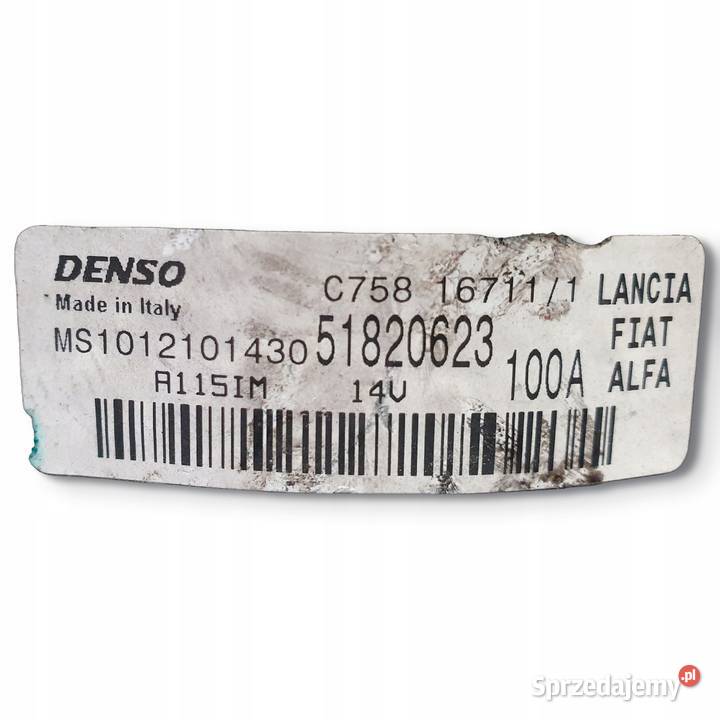 DENSO
Made in Italy
C758 16711/1
LANCIA
MS1012101430
51820623
FIAT
A115IM
14V
100A
ALFA
Sprzedajemy.pl